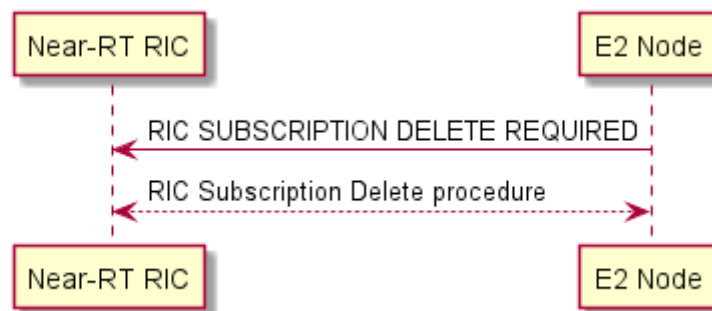 Near-RT RIC
E2 Node
RIC SUBSCRIPTION DELETE REQUIRED
RIC Subscription Delete procedure
Near-RT RIC
E2 Node